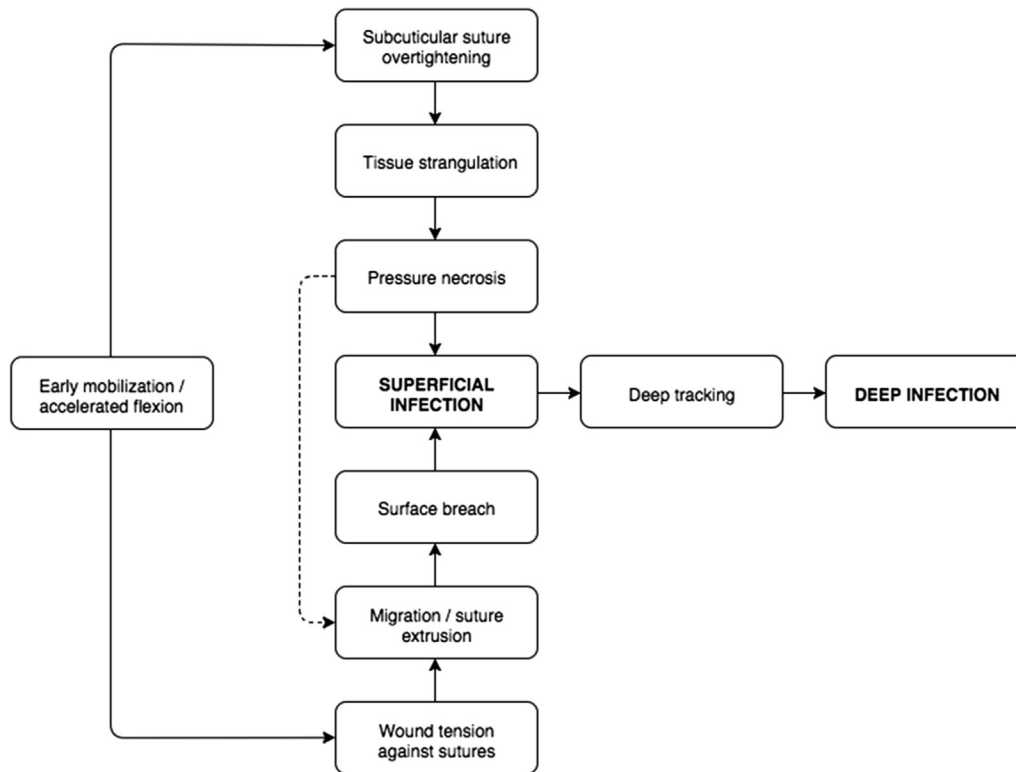 Subcuticular suture
overtightening
Tissue strangulation
Pressure necrosis
Early mobilization /
accelerated flexion
SUPERFICIAL
INFECTION
Deep tracking
DEEP INFECTION
Surface breach
Migration / suture
extrusion
Wound tension
against sutures